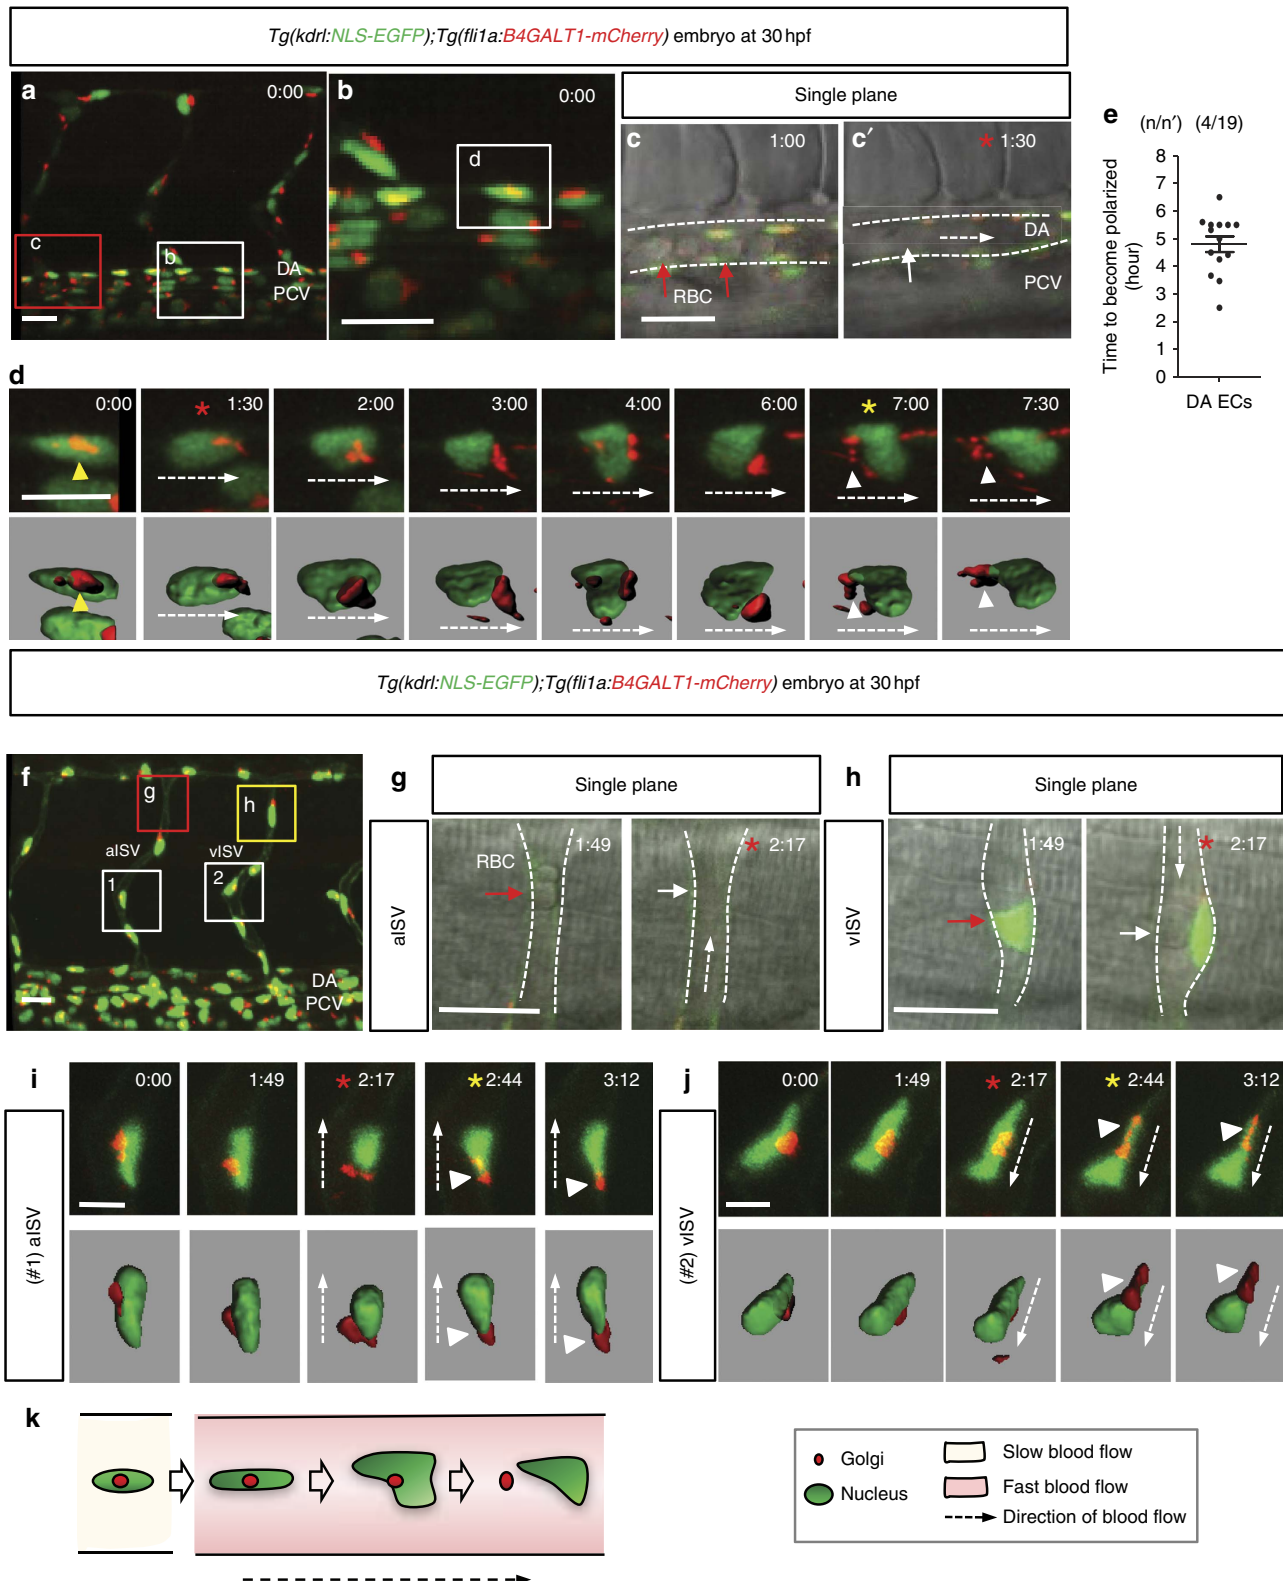 Tg(kdrl:NLS-EGFP);Tg(fli1a:B4GALT1-mCherry) embryo at 30 hpf
a
0:00
c
b
DA
PCV
b
0:00
d
Single plane
c
1:00
RBC
c′
* 1:30
DA
PCV
e
(n/n′) (4/19)
Time to become polarized
(hour)
8
7
6
5
4
3
2
1
0
DA ECs
d
0:00
* 1:30
2:00
3:00
4:00
6:00
* 7:00
7:30
Tg(kdrl:NLS-EGFP);Tg(fli1a:B4GALT1-mCherry) embryo at 30 hpf
f
g
h
aISV
vISV
1
2
DA
PCV
g
Single plane
aISV
1:49
RBC
* 2:17
h
Single plane
vISV
1:49
* 2:17
i
(#1) aISV
0:00
1:49
* 2:17
* 2:44
3:12
j
(#2) vISV
0:00
1:49
* 2:17
* 2:44
3:12
k
Golgi
Nucleus
Slow blood flow
Fast blood flow
Direction of blood flow